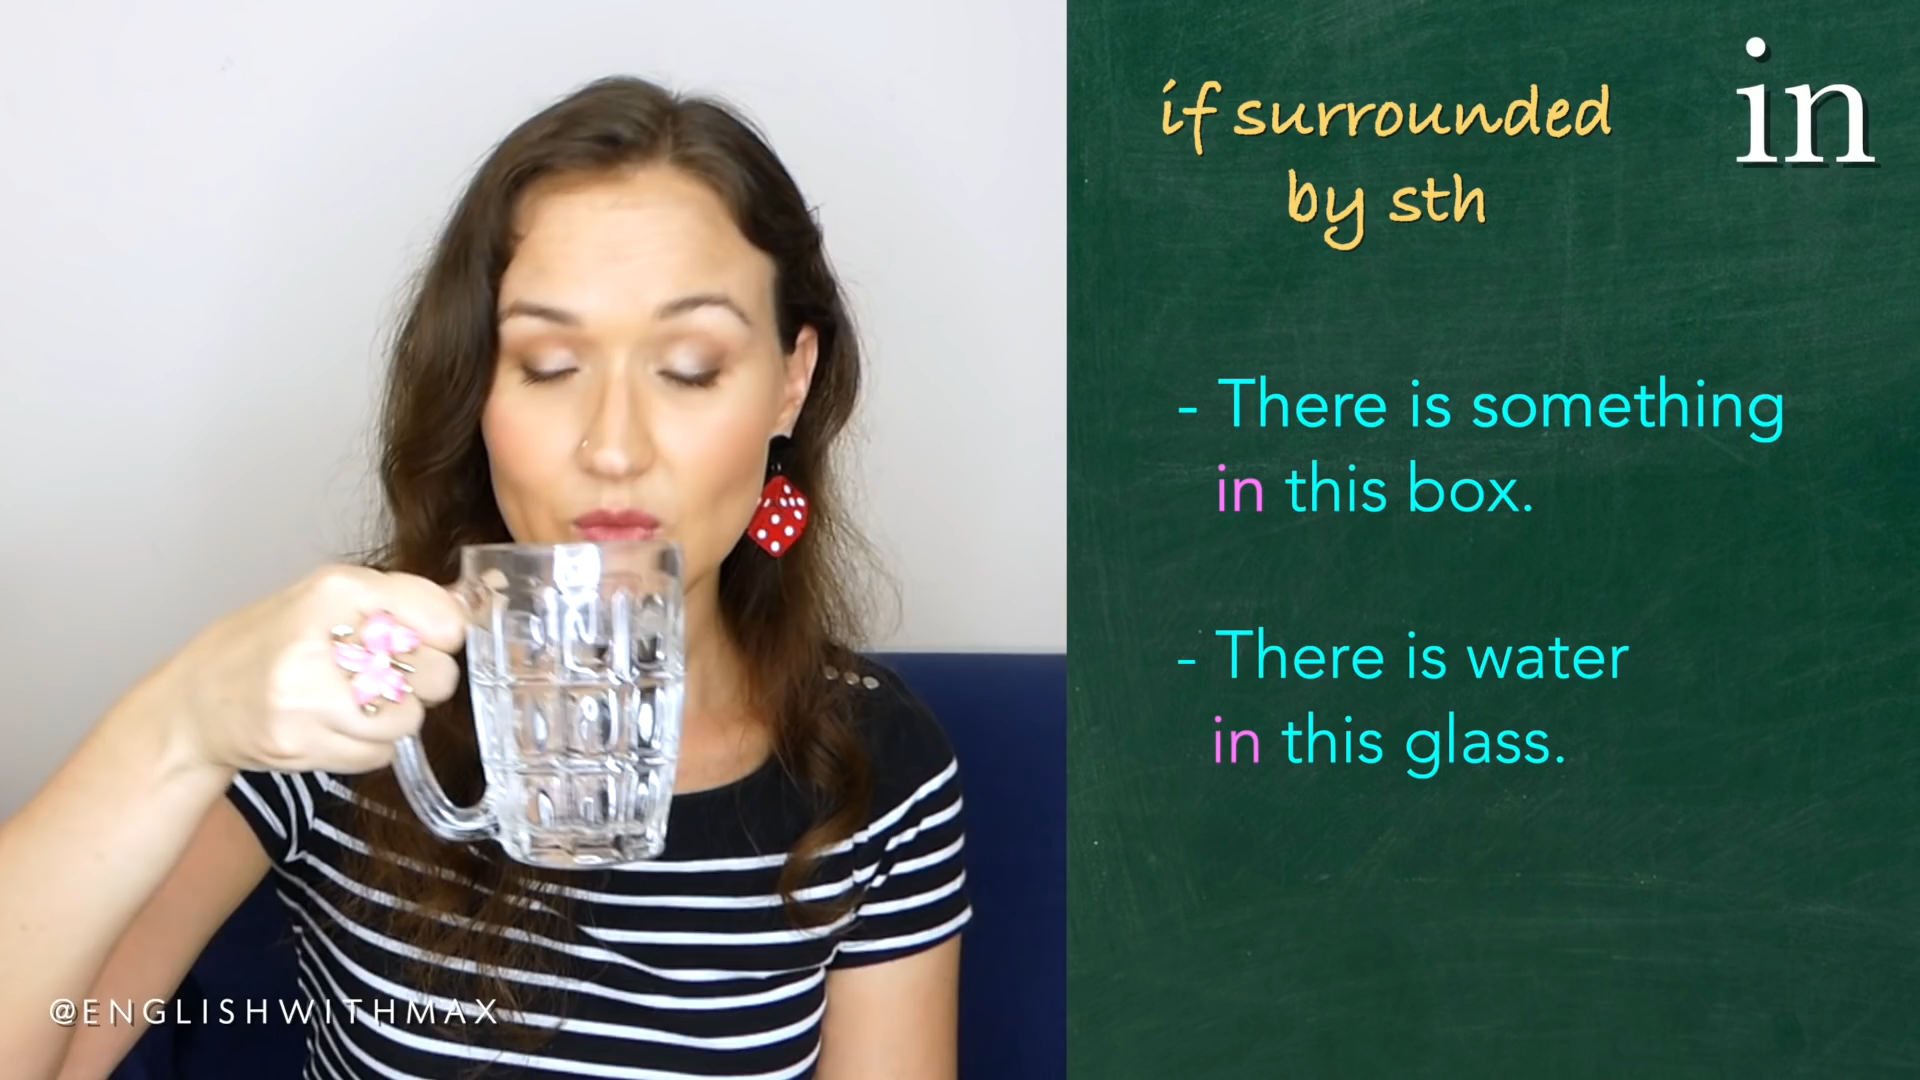 in
if surrounded
by sth
- There is something
in this box.
- There is water
in this glass.
@ENGLISHWITHMAX